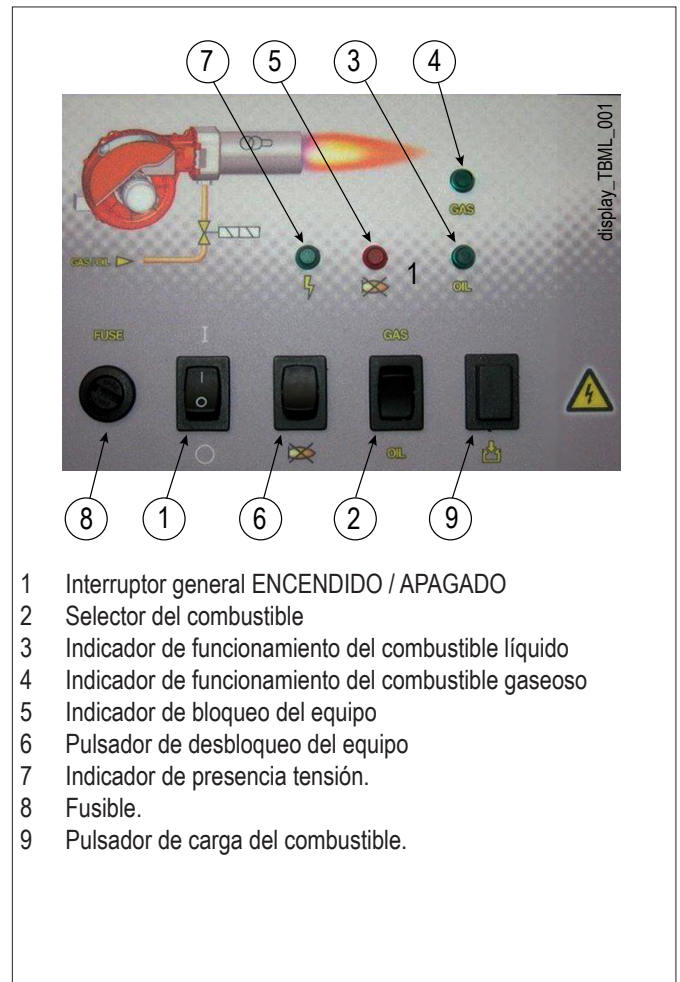 7 5 3 4
display_TBML_001
GAS
GAS / OIL
1
OIL
FUSE I GAS
I
O
OIL
8 1 6 2 9
1 Interruptor general ENCENDIDO / APAGADO
2 Selector del combustible
3 Indicador de funcionamiento del combustible líquido
4 Indicador de funcionamiento del combustible gaseoso
5 Indicador de bloqueo del equipo
6 Pulsador de desbloqueo del equipo
7 Indicador de presencia tensión.
8 Fusible.
9 Pulsador de carga del combustible.